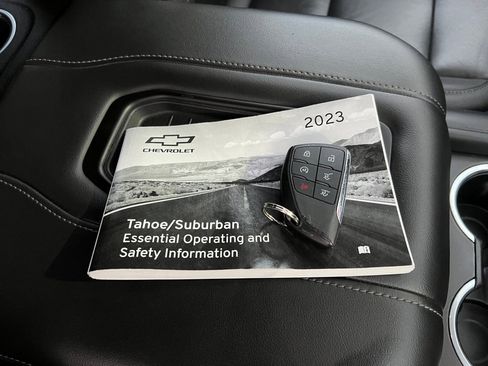 2023
CHEVROLET
Tahoe/Suburban
Essential Operating and
Safety Information